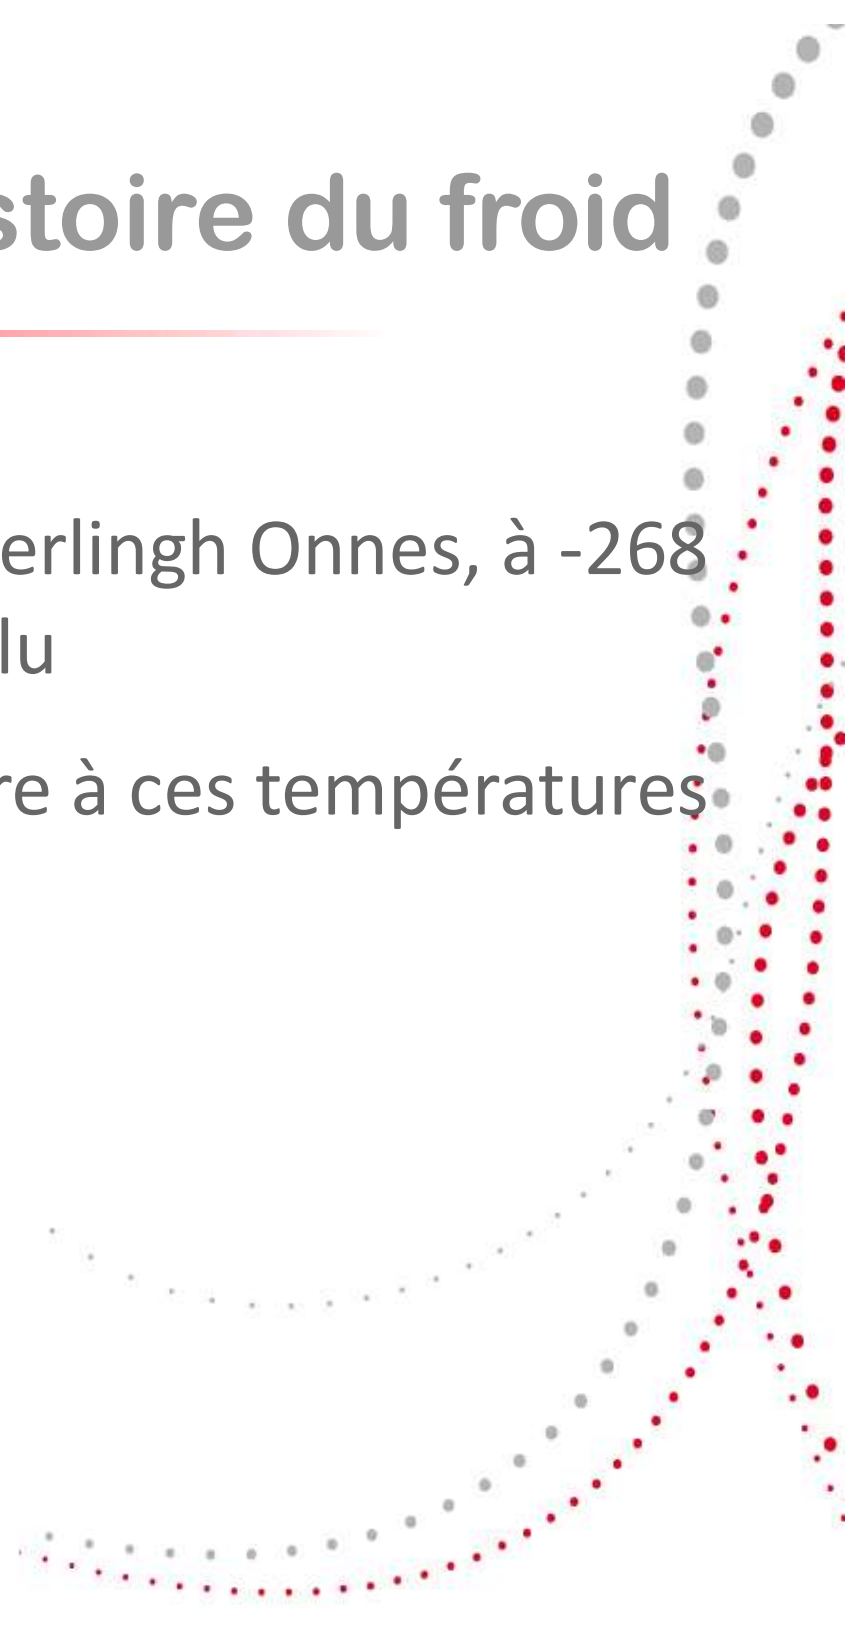 stoire du froid
erlingh Onnes, à -268
lu
re à ces températures